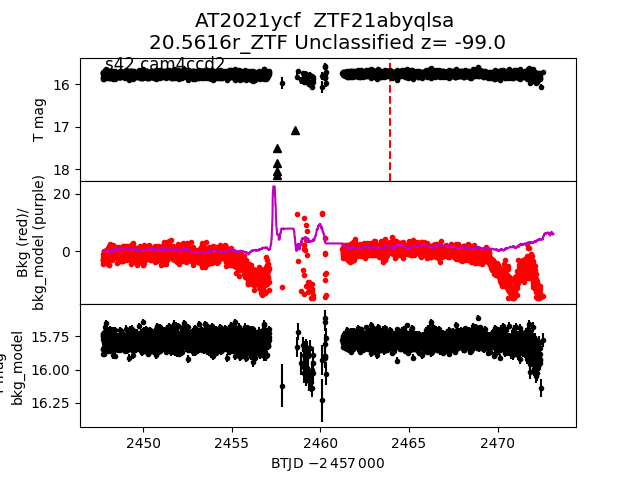 AT2021ycf  ZTF21abyqlsa
20.5616r_ZTF Unclassified z= -99.0
s42 cam4ccd2
16
17
18
T mag
20
0
Bkg (red)/
bkg_model (purple)
15.75
16.00
16.25
mag
bkg_model
2450
2455
2460
2465
2470
BTJD −2 457 000